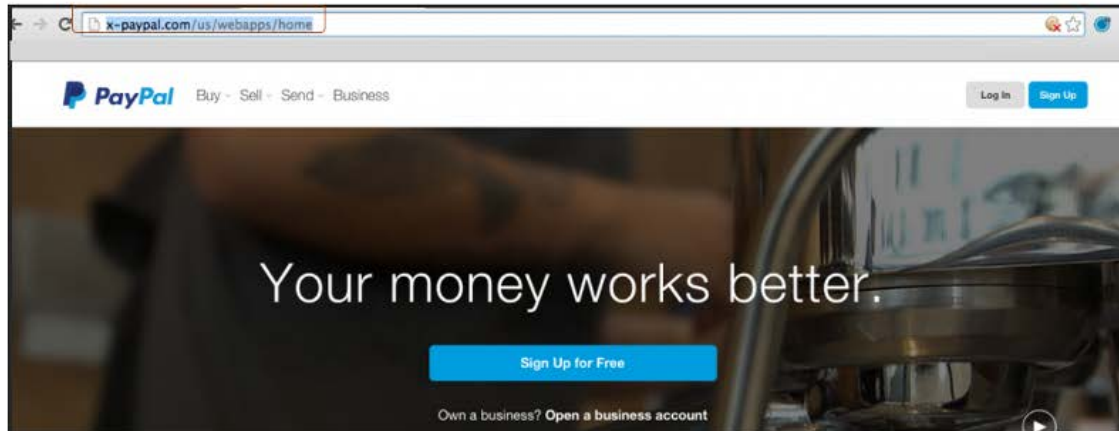 x-paypal.com/us/webapps/home
PayPal Buy Sell Send Business Log In Sign Up
Your money works better.
Sign Up for Free
Own a business? Open a business account